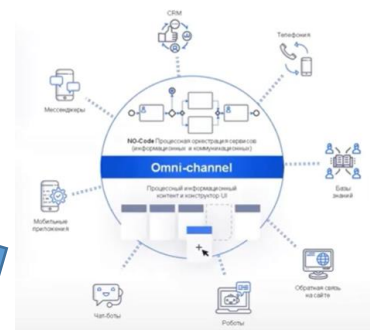 CRM
Телефония
Мессенджеры
NO-Code Процессная оркестрация сервисов
(информационных и коммуникационных)
Omni-channel
Базы
знаний
Процессный информационный
контент и конструктор UI
Мобильные
приложения
Обратная связь
на сайте
Чат-боты
Роботы